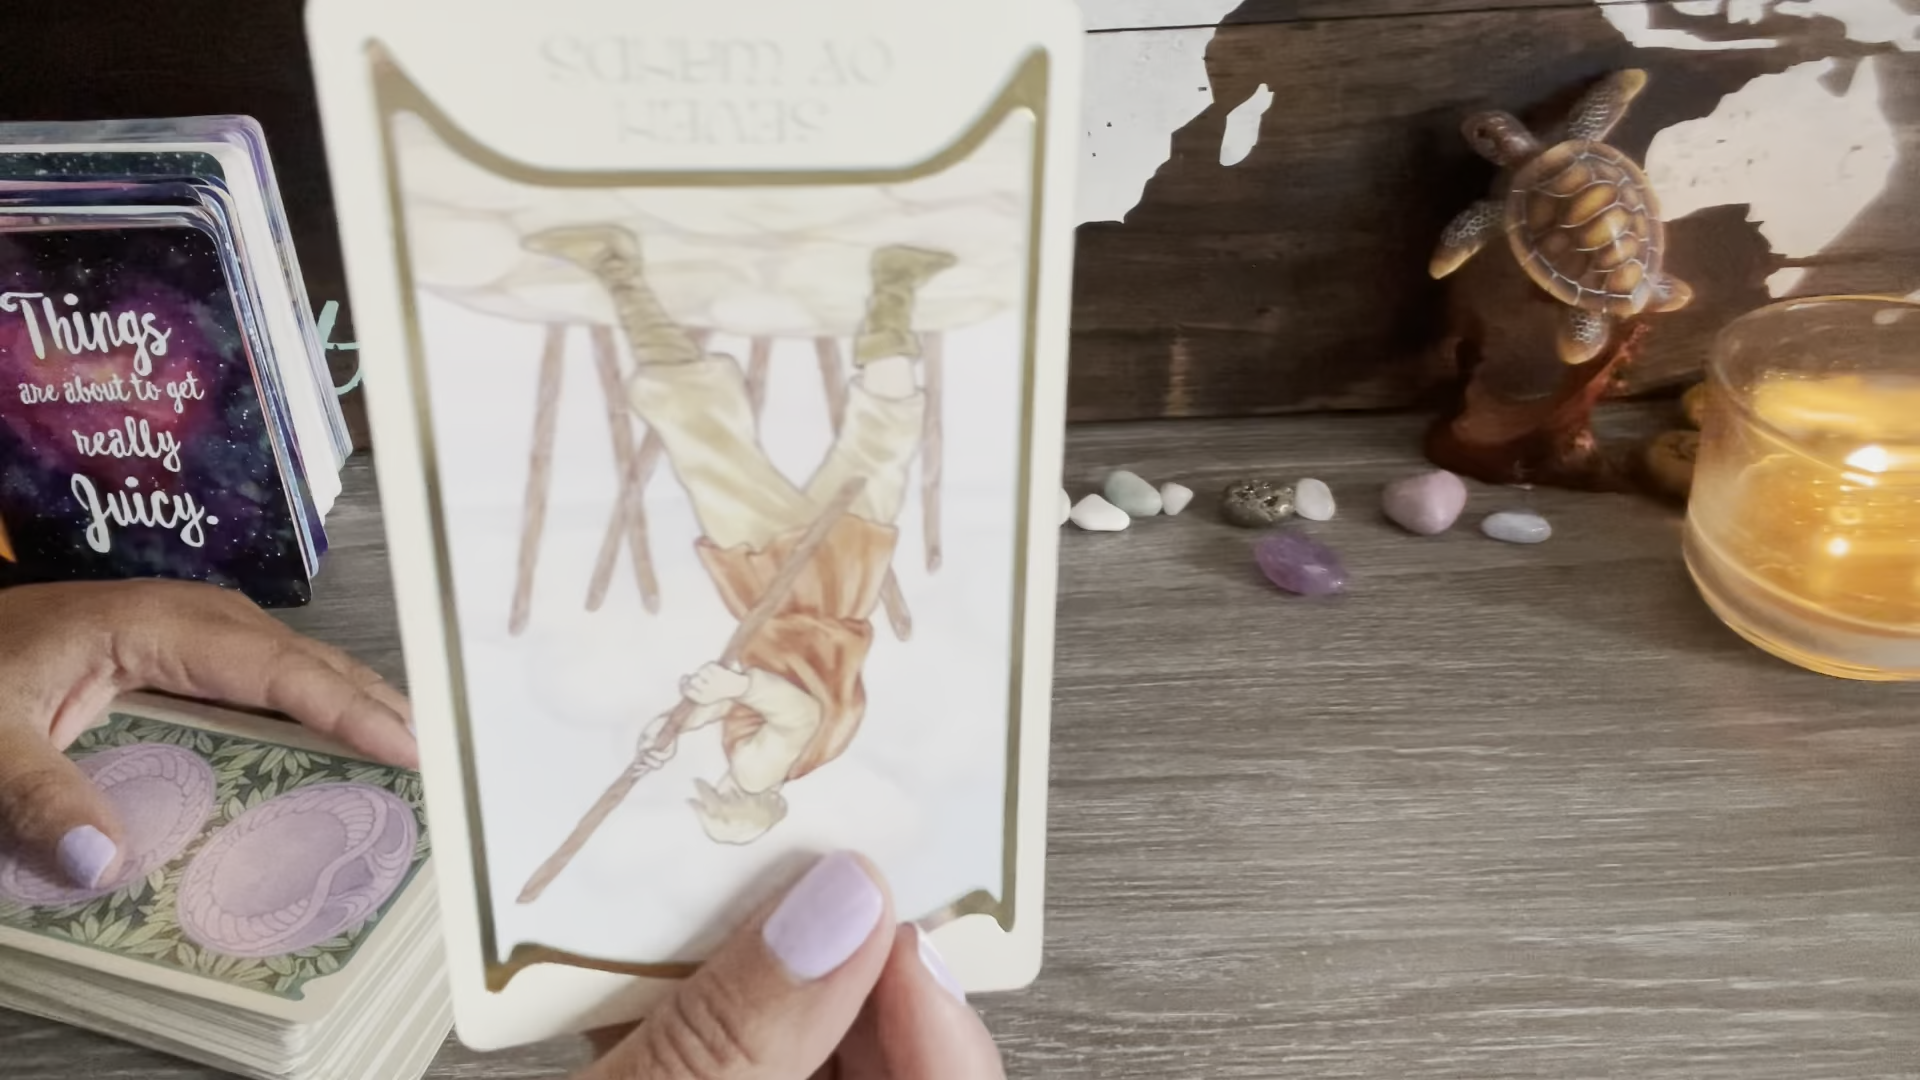 SEVEN
OF WANDS
Things
are about to get
really
Juicy.